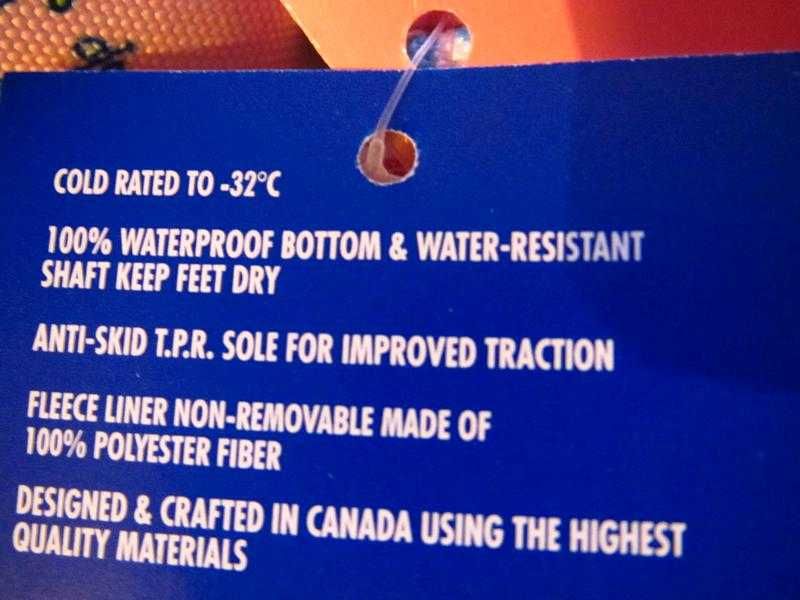 COLD RATED TO -32°C
100% WATERPROOF BOTTOM & WATER-RESISTANT
SHAFT KEEP FEET DRY
ANTI-SKID T.P.R. SOLE FOR IMPROVED TRACTION
FLEECE LINER NON-REMOVABLE MADE OF
100% POLYESTER FIBER
DESIGNED & CRAFTED IN CANADA USING THE HIGHEST
QUALITY MATERIALS